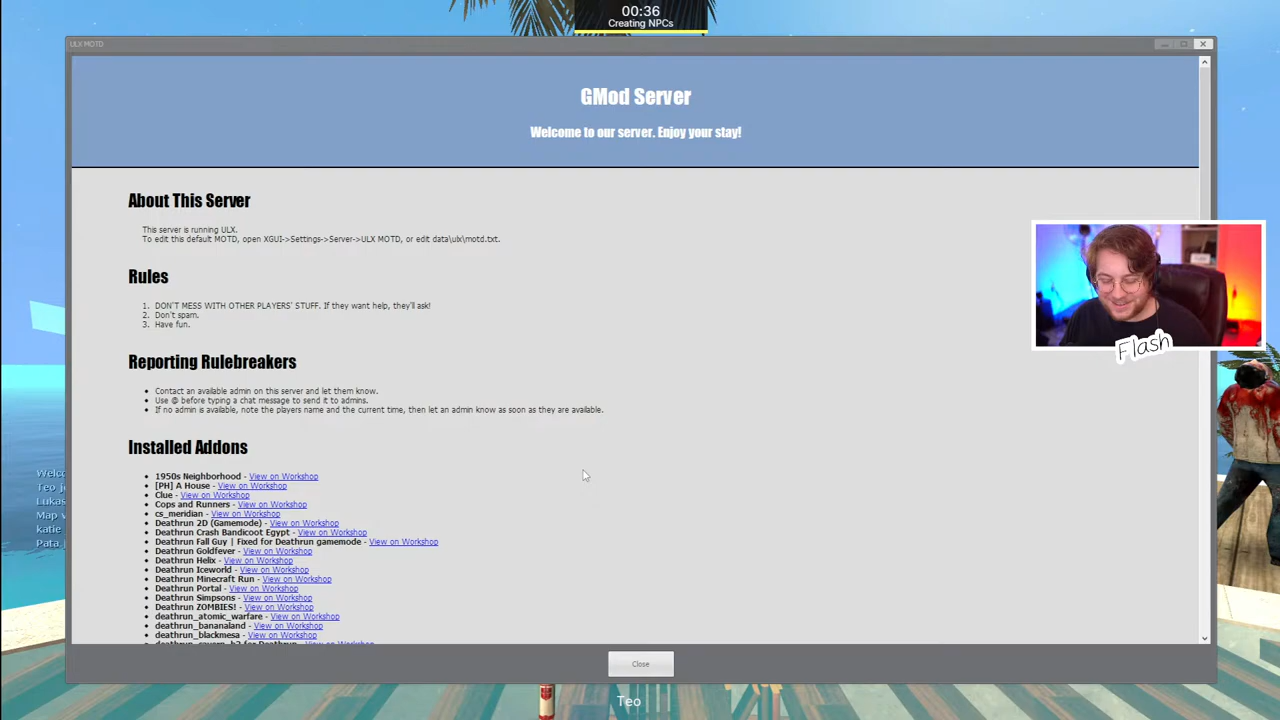 00:36
Creating NPCs
ULX MOTD
GMod Server
Welcome to our server. Enjoy your stay!
About This Server
This server is running ULX.
To edit this default MOTD, open XGUI->Settings->Server->ULX MOTD, or edit data\ulx\motd.txt.
Rules
1. DON'T MESS WITH OTHER PLAYERS' STUFF. If they want help, they'll ask!
2. Don't spam.
3. Have fun.
Flash
Reporting Rulebreakers
• Contact an available admin on this server and let them know.
• Use @ before typing a chat message to send it to admins.
• If no admin is available, note the players name and the current time, then let an admin know as soon as they are available.
Installed Addons
• 1950s Neighborhood - View on Workshop
• [PH] A House - View on Workshop
• Clue - View on Workshop
• Cops and Runners - View on Workshop
• cs_meridian - View on Workshop
• Deathrun 2D (Gamemode) - View on Workshop
• Deathrun Crash Bandicoot Egypt - View on Workshop
• Deathrun Fall Guy | Fixed for Deathrun gamemode - View on Workshop
• Deathrun Goldfever - View on Workshop
• Deathrun Helix - View on Workshop
• Deathrun Iceworld - View on Workshop
• Deathrun Minecraft Run - View on Workshop
• Deathrun Portal - View on Workshop
• Deathrun Simpsons - View on Workshop
• Deathrun ZOMBIES! - View on Workshop
• deathrun_atomic_warfare - View on Workshop
• deathrun_bananaland - View on Workshop
• deathrun_blackmesa - View on Workshop
Welco
Teo j
Lukas
Map v
katie
Pata,
Close
Teo